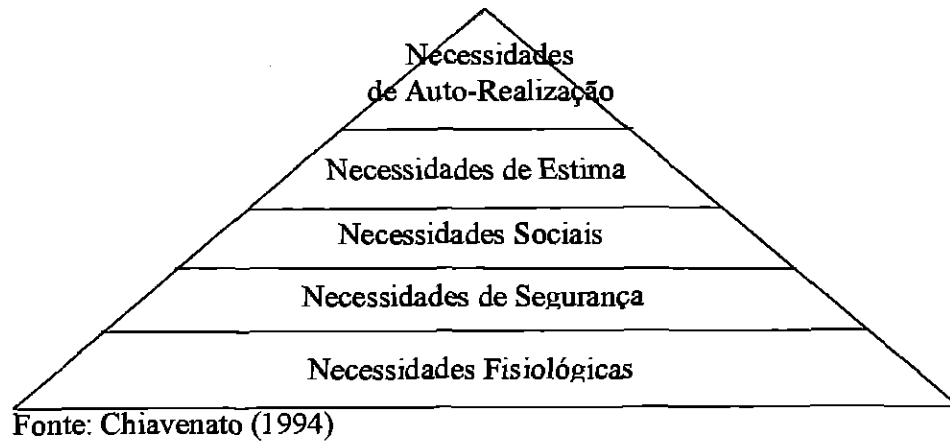 Necessidades
de Auto-Realização
Necessidades de Estima
Necessidades Sociais
Necessidades de Segurança
Necessidades Fisiológicas
Fonte: Chiavenato (1994)